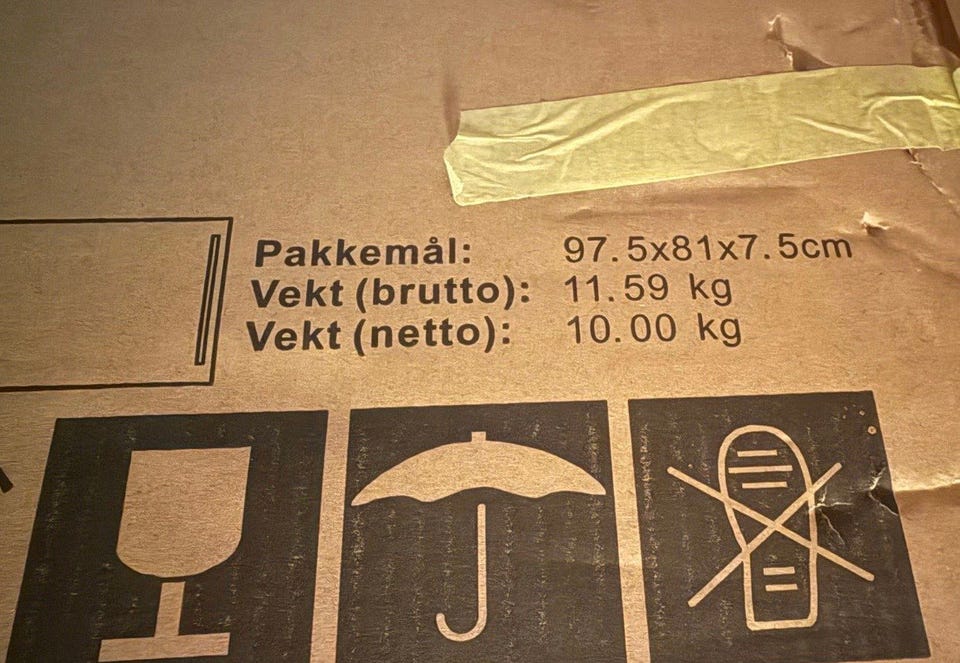 Pakkemål: 97.5x81x7.5cm
Vekt (brutto): 11.59 kg
Vekt (netto): 10.00 kg